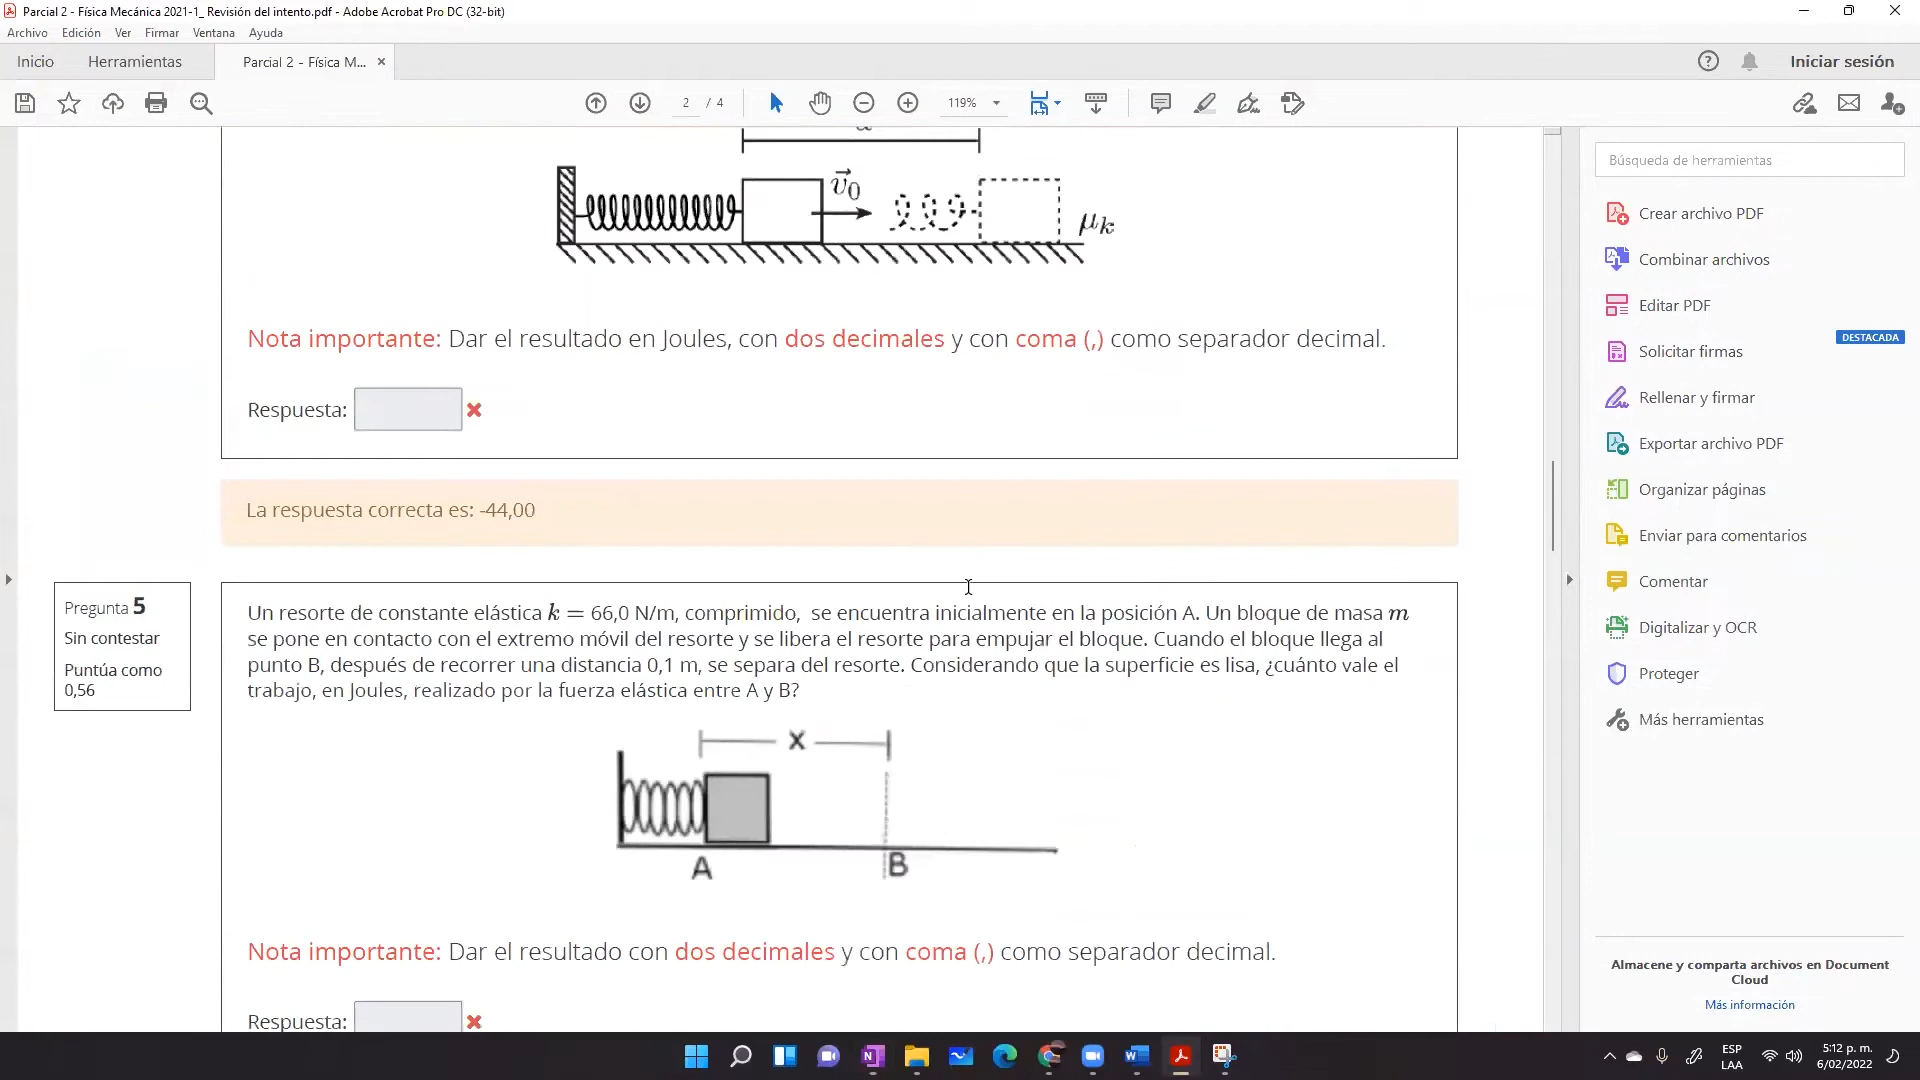 Parcial 2 - Física Mecánica 2021-1_ Revisión del intento.pdf - Adobe Acrobat Pro DC (32-bit)
Archivo Edición Ver Firmar Ventana Ayuda
Inicio Herramientas Parcial 2 - Física M... Iniciar sesión
2 / 4 119%
v0
μk
Nota importante: Dar el resultado en Joules, con dos decimales y con coma (,) como separador decimal.
Respuesta:
La respuesta correcta es: -44,00
Pregunta 5
Sin contestar
Puntúa como
0,56
Un resorte de constante elástica k = 66,0 N/m, comprimido, se encuentra inicialmente en la posición A. Un bloque de masa m
se pone en contacto con el extremo móvil del resorte y se libera el resorte para empujar el bloque. Cuando el bloque llega al
punto B, después de recorrer una distancia 0,1 m, se separa del resorte. Considerando que la superficie es lisa, ¿cuánto vale el
trabajo, en Joules, realizado por la fuerza elástica entre A y B?
x
A B
Nota importante: Dar el resultado con dos decimales y con coma (,) como separador decimal.
Respuesta:
Búsqueda de herramientas
Crear archivo PDF
Combinar archivos
Editar PDF
DESTACADA
Solicitar firmas
Rellenar y firmar
Exportar archivo PDF
Organizar páginas
Enviar para comentarios
Comentar
Digitalizar y OCR
Proteger
Más herramientas
Almacene y comparta archivos en Document
Cloud
Más información
ESP
LAA
5:12 p. m.
6/02/2022